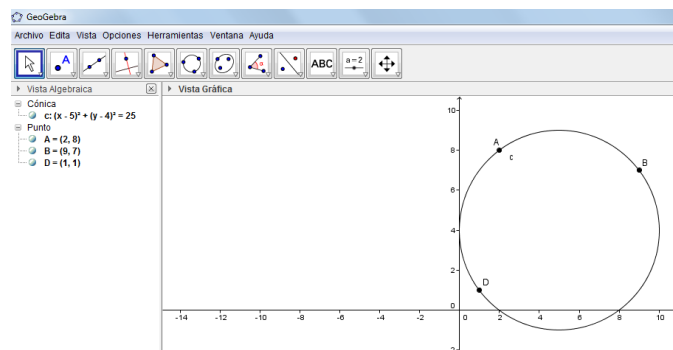 GeoGebra
Archivo Edita Vista Opciones Herramientas Ventana Ayuda
A ABC a=2
Vista Algebraica Vista Gráfica
Cónica
c: (x - 5)² + (y - 4)² = 25
Punto
A = (2, 8)
B = (9, 7)
D = (1, 1)
10
8
A
c
B
6
4
2
D
0
-14 -12 -10 -8 -6 -4 -2 0 2 4 6 8 10
-2